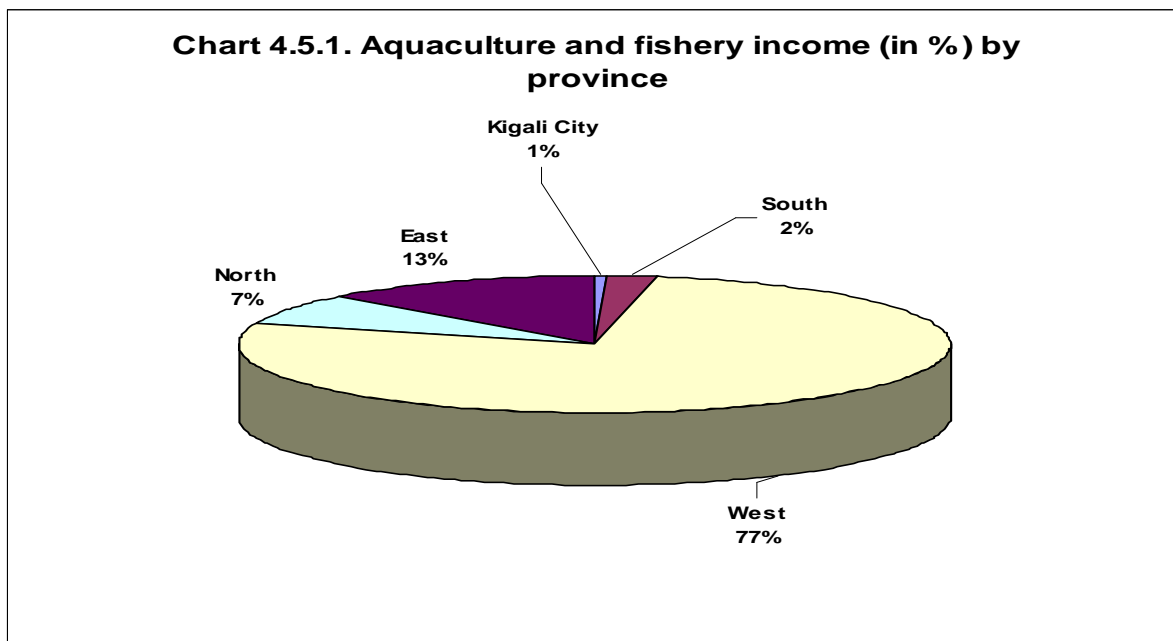 Chart 4.5.1. Aquaculture and fishery income (in %) by
province
Kigali City
1%
South
2%
East
13%
North
7%
West
77%